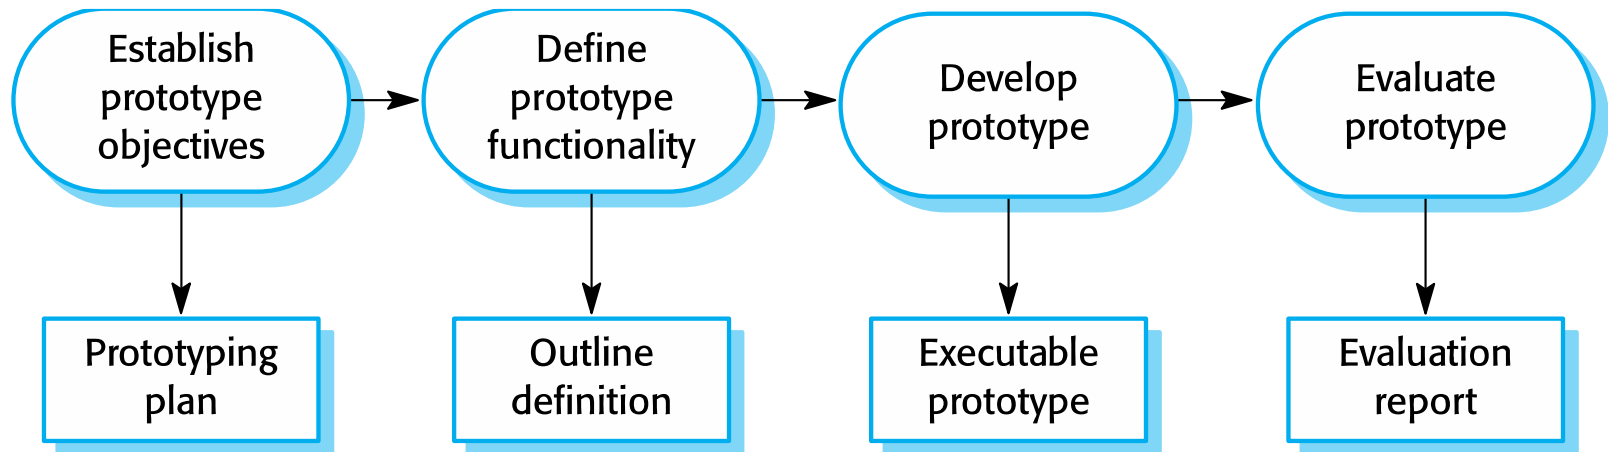 Establish
prototype
objectives
Define
prototype
functionality
Develop
prototype
Evaluate
prototype
Prototyping
plan
Outline
definition
Executable
prototype
Evaluation
report